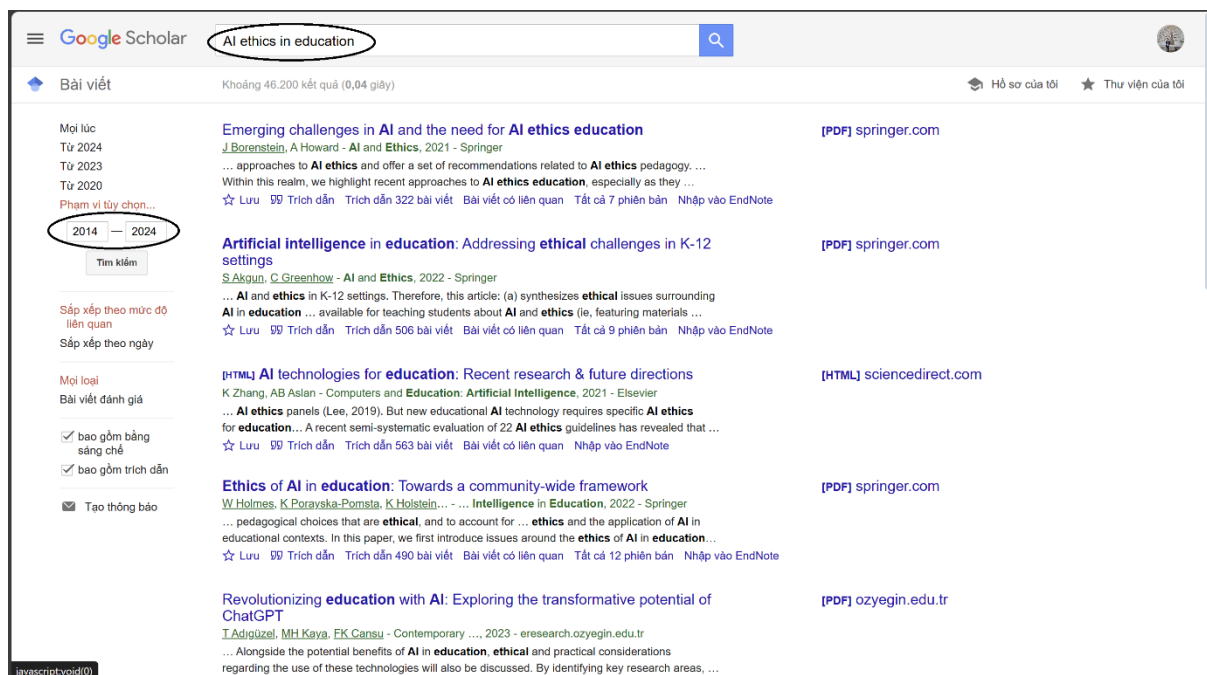 Google Scholar
AI ethics in education
Bài viết
Khoảng 46.200 kết quả (0,04 giây)
Hồ sơ của tôi
Thư viện của tôi
Mọi lúc
Từ 2024
Từ 2023
Từ 2020
Phạm vi tùy chọn...
2014 — 2024
Tìm kiếm
Sắp xếp theo mức độ
liên quan
Sắp xếp theo ngày
Mọi loại
Bài viết đánh giá
bao gồm bằng
sáng chế
bao gồm trích dẫn
Tạo thông báo
Emerging challenges in AI and the need for AI ethics education
[PDF] springer.com
J Borenstein, A Howard - AI and Ethics, 2021 - Springer
... approaches to AI ethics and offer a set of recommendations related to AI ethics pedagogy. ...
Within this realm, we highlight recent approaches to AI ethics education, especially as they ...
Lưu Trích dẫn Trích dẫn 322 bài viết Bài viết có liên quan Tất cả 7 phiên bản Nhập vào EndNote
Artificial intelligence in education: Addressing ethical challenges in K-12
settings
[PDF] springer.com
S Akgun, C Greenhow - AI and Ethics, 2022 - Springer
... AI and ethics in K-12 settings. Therefore, this article: (a) synthesizes ethical issues surrounding
AI in education ... available for teaching students about AI and ethics (ie, featuring materials ...
Lưu Trích dẫn Trích dẫn 506 bài viết Bài viết có liên quan Tất cả 9 phiên bản Nhập vào EndNote
[HTML] AI technologies for education: Recent research & future directions
[HTML] sciencedirect.com
K Zhang, AB Aslan - Computers and Education: Artificial Intelligence, 2021 - Elsevier
... AI ethics panels (Lee, 2019). But new educational AI technology requires specific AI ethics
for education... A recent semi-systematic evaluation of 22 AI ethics guidelines has revealed that ...
Lưu Trích dẫn Trích dẫn 563 bài viết Bài viết có liên quan Nhập vào EndNote
Ethics of AI in education: Towards a community-wide framework
[PDF] springer.com
W Holmes, K Porayska-Pomsta, K Holstein... - ... Intelligence in Education, 2022 - Springer
... pedagogical choices that are ethical, and to account for ... ethics and the application of AI in
educational contexts. In this paper, we first introduce issues around the ethics of AI in education...
Lưu Trích dẫn Trích dẫn 490 bài viết Bài viết có liên quan Tất cả 12 phiên bản Nhập vào EndNote
Revolutionizing education with AI: Exploring the transformative potential of
ChatGPT
[PDF] ozyegin.edu.tr
T Adıgüzel, MH Kaya, FK Cansu - Contemporary ..., 2023 - eresearch.ozyegin.edu.tr
... Alongside the potential benefits of AI in education, ethical and practical considerations
regarding the use of these technologies will also be discussed. By identifying key research areas, ...
javascript:void(0)